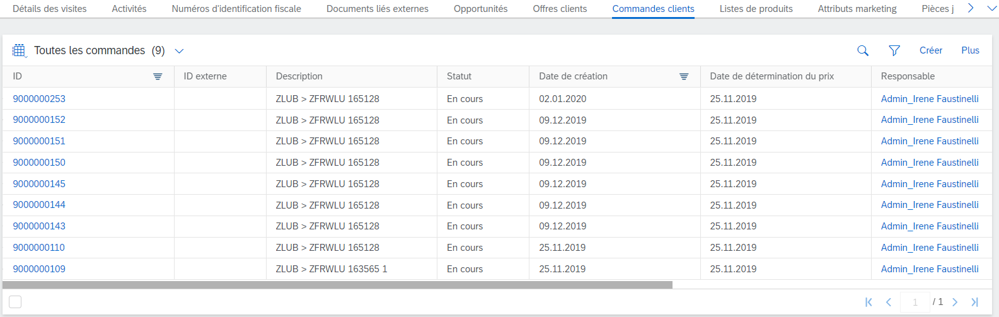 Détails des visites Activités Numéros d'identification fiscale Documents liés externes Opportunités Offres clients Commandes clients Listes de produits Attributs marketing Pièces j
Toutes les commandes (9) Créer Plus
ID ID externe Description Statut Date de création Date de détermination du prix Responsable
9000000253 ZLUB > ZFRWLU 165128 En cours 02.01.2020 25.11.2019 Admin_Irene Faustinelli
9000000152 ZLUB > ZFRWLU 165128 En cours 09.12.2019 25.11.2019 Admin_Irene Faustinelli
9000000151 ZLUB > ZFRWLU 165128 En cours 09.12.2019 25.11.2019 Admin_Irene Faustinelli
9000000150 ZLUB > ZFRWLU 165128 En cours 09.12.2019 25.11.2019 Admin_Irene Faustinelli
9000000145 ZLUB > ZFRWLU 165128 En cours 09.12.2019 25.11.2019 Admin_Irene Faustinelli
9000000144 ZLUB > ZFRWLU 165128 En cours 09.12.2019 25.11.2019 Admin_Irene Faustinelli
9000000143 ZLUB > ZFRWLU 165128 En cours 09.12.2019 25.11.2019 Admin_Irene Faustinelli
9000000110 ZLUB > ZFRWLU 165128 En cours 25.11.2019 25.11.2019 Admin_Irene Faustinelli
9000000109 ZLUB > ZFRWLU 163565 1 En cours 25.11.2019 25.11.2019 Admin_Irene Faustinelli
1 / 1